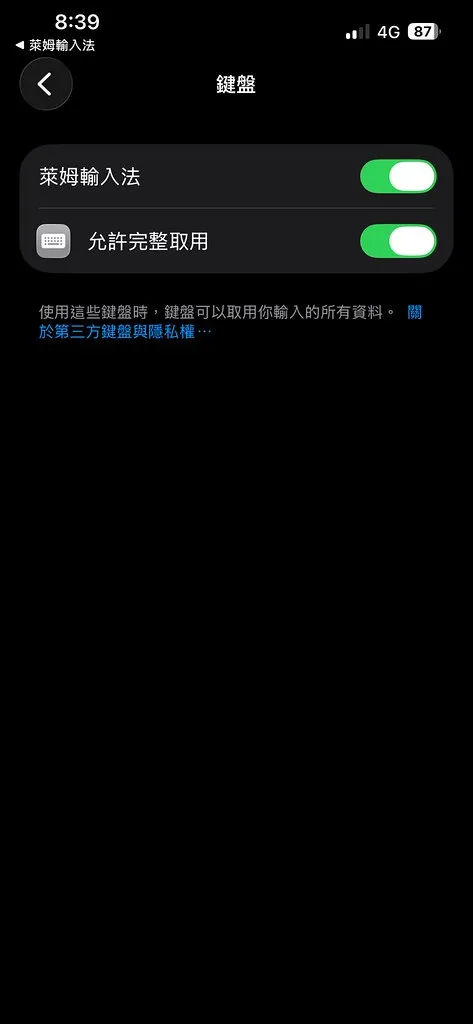 8:39
4G 87
◀ 萊姆輸入法
鍵盤
萊姆輸入法
允許完整取用
使用這些鍵盤時，鍵盤可以取用你輸入的所有資料。 關
於第三方鍵盤與隱私權⋯